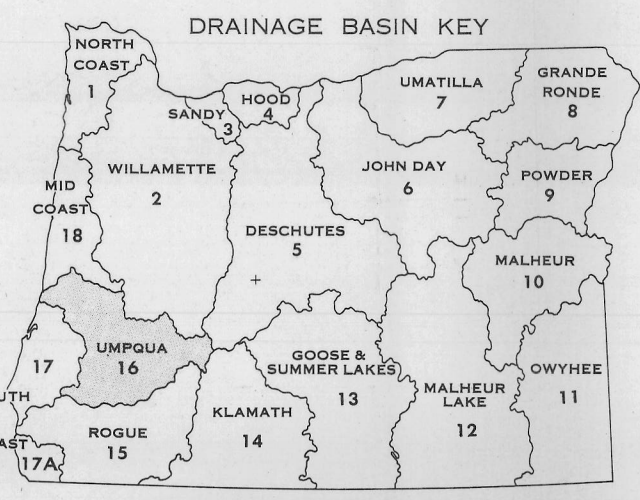 DRAINAGE BASIN KEY
NORTH
COAST
1
SANDY
3
HOOD
4
UMATILLA
7
GRANDE
RONDE
8
WILLAMETTE
2
JOHN DAY
6
POWDER
9
MID
COAST
18
DESCHUTES
5
MALHEUR
10
UMPQUA
16
17
UTH
AST
17A
ROGUE
15
KLAMATH
14
GOOSE &
SUMMER LAKES
13
MALHEUR
LAKE
12
OWYHEE
11